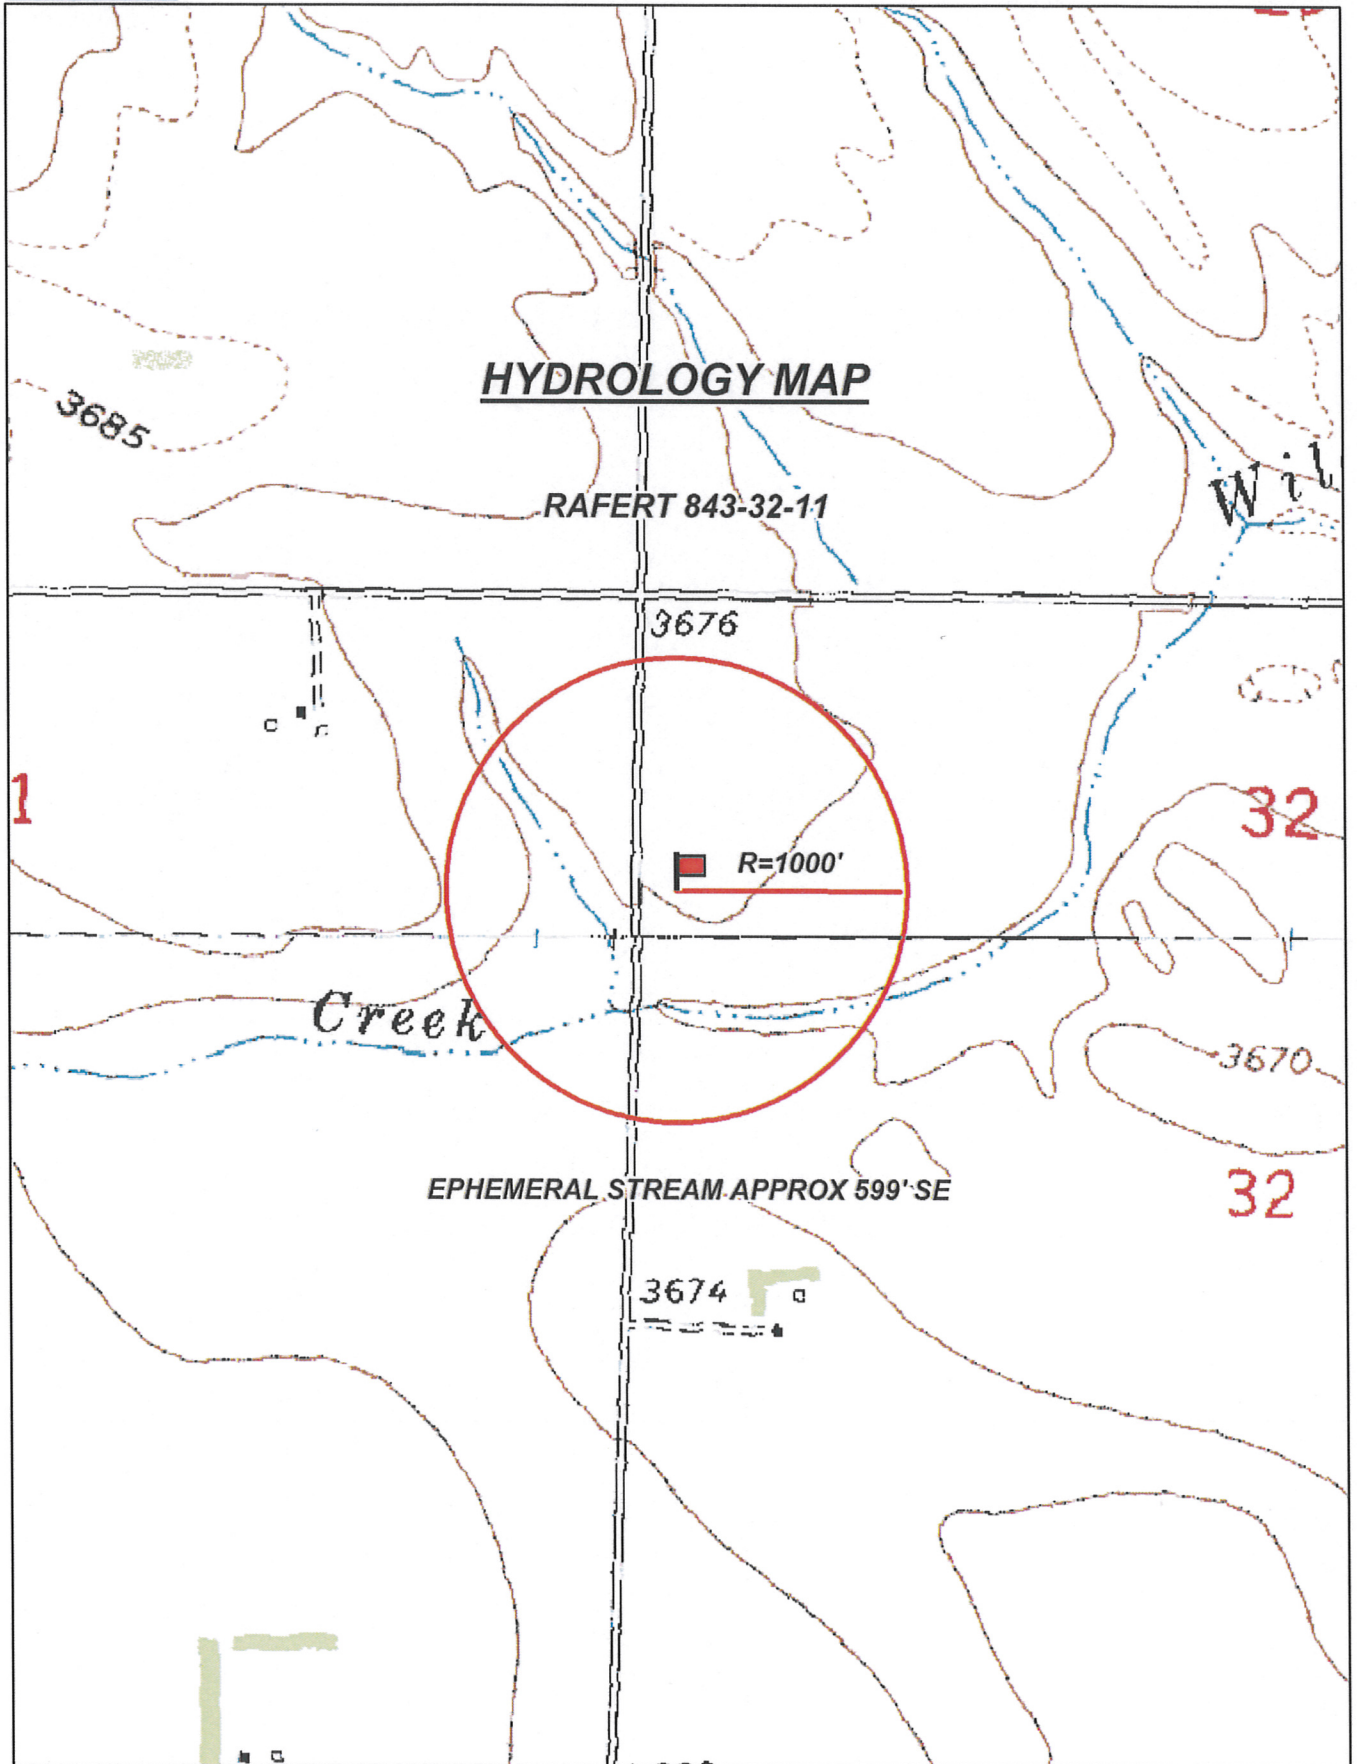 HYDROLOGY MAP
3685
Wil
RAFERT 843-32-11
3676
1
32
R=1000'
Creek
3670
EPHEMERAL STREAM APPROX 599' SE
32
3674